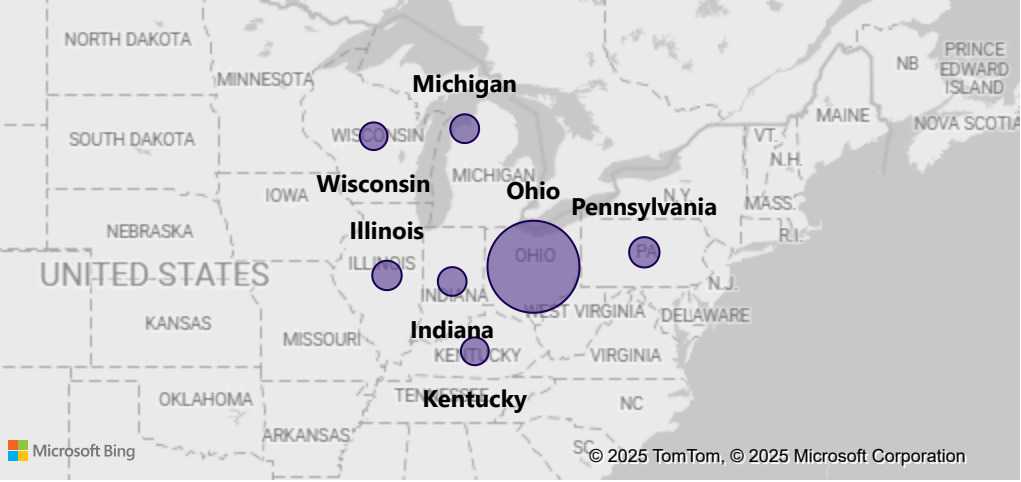 NORTH DAKOTA
MINNESOTA
Michigan
NB
PRINCE
EDWARD
ISLAND
MAINE
NOVA SCOTIA
SOUTH DAKOTA
WISCONSIN
VT.
N.H.
MICHIGAN
Wisconsin
Ohio
IOWA
N.Y.
MASS.
Pennsylvania
NEBRASKA
Illinois
R.I.
OHIO
PA
ILLINOIS
UNITED STATES
N.J.
INDIANA
WEST VIRGINIA
DELAWARE
KANSAS
Indiana
MISSOURI
KENTUCKY
VIRGINIA
OKLAHOMA
TENNESSEE
Kentucky
NC
ARKANSAS
SC
Microsoft Bing
© 2025 TomTom, © 2025 Microsoft Corporation